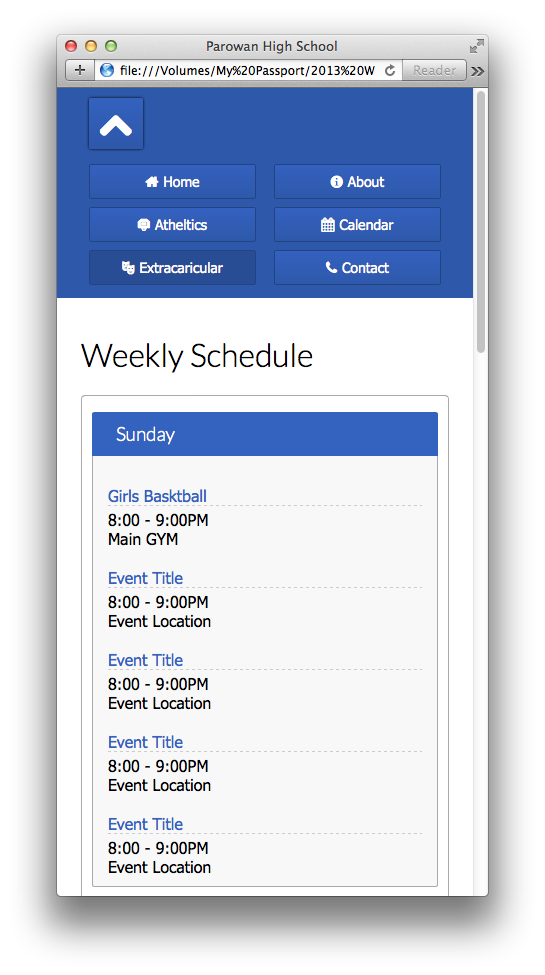 Parowan High School
file:///Volumes/My%20Passport/2013%20W
Reader
Home
About
Atheltics
Calendar
Extracaricular
Contact
Weekly Schedule
Sunday
Girls Basktball
8:00 - 9:00PM
Main GYM
Event Title
8:00 - 9:00PM
Event Location
Event Title
8:00 - 9:00PM
Event Location
Event Title
8:00 - 9:00PM
Event Location
Event Title
8:00 - 9:00PM
Event Location